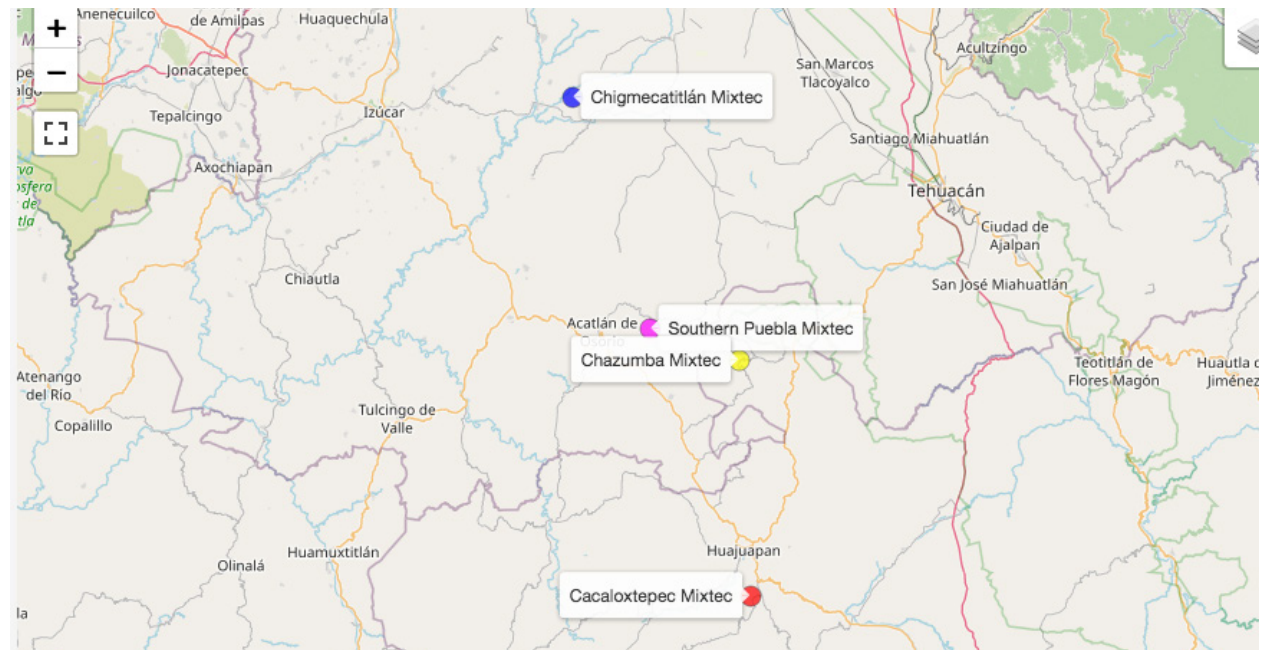 +
−
Anenecuilco
de Amilpas
Huaquechula
Jonacatepec
Tepalcingo
Izúcar
Axochiapan
Chigmecatitlán Mixtec
San Marcos
Tlacoyalco
Acultzingo
Santiago Miahuatlán
Tehuacán
Ciudad de
Ajalpan
San José Miahuatlán
Chiautla
Acatlán de
Osorio
Southern Puebla Mixtec
Chazumba Mixtec
Teotitlán de
Flores Magón
Huautla
Jiménez
Atenango
del Río
Copalillo
Tulcingo de
Valle
Huajuapan
Huamuxtitlán
Olinalá
Cacaloxtepec Mixtec